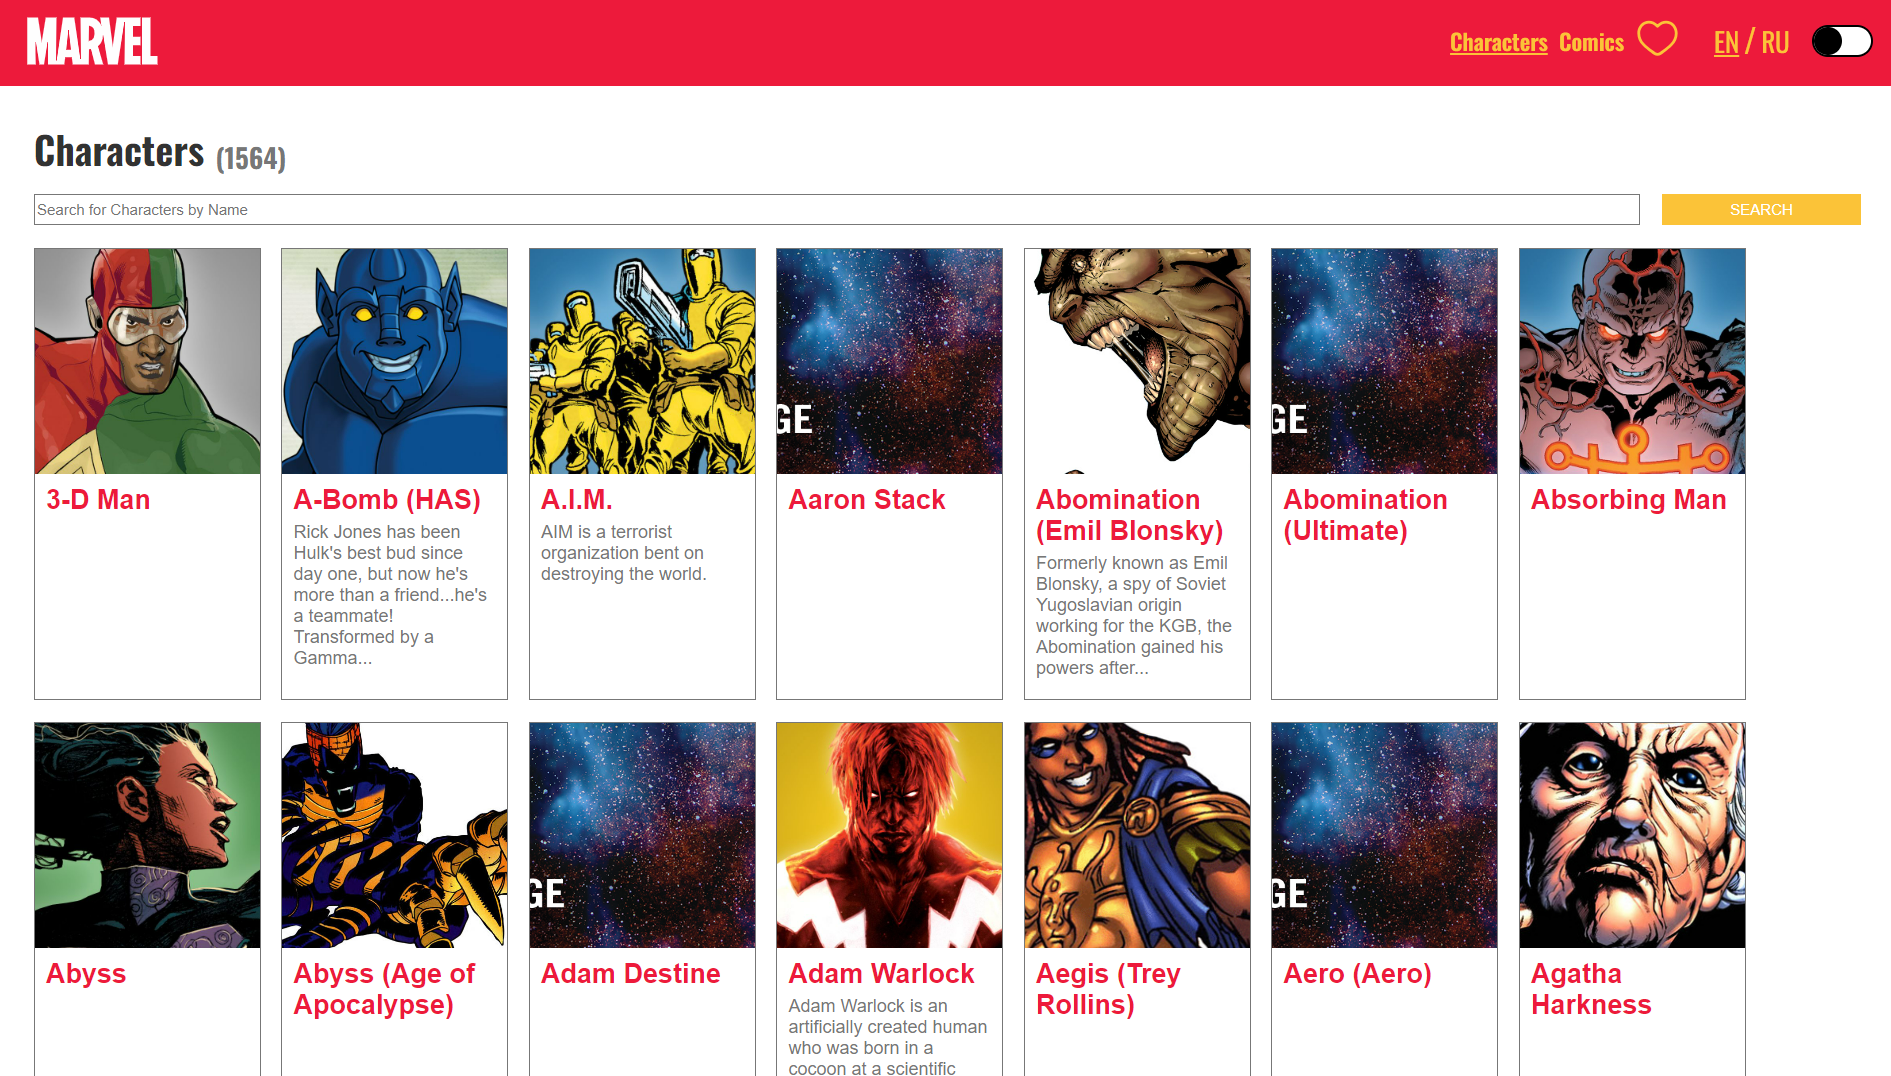 MARVEL
Characters Comics EN / RU
Characters (1564)
Search for Characters by Name
SEARCH
GE
GE
3-D Man
A-Bomb (HAS)
Rick Jones has been
Hulk's best bud since
day one, but now he's
more than a friend...he's
a teammate!
Transformed by a
Gamma...
A.I.M.
AIM is a terrorist
organization bent on
destroying the world.
Aaron Stack
Abomination
(Emil Blonsky)
Formerly known as Emil
Blonsky, a spy of Soviet
Yugoslavian origin
working for the KGB, the
Abomination gained his
powers after...
Abomination
(Ultimate)
Absorbing Man
GE
GE
Abyss
Abyss (Age of
Apocalypse)
Adam Destine
Adam Warlock
Adam Warlock is an
artificially created human
who was born in a
cocoon at a scientific
Aegis (Trey
Rollins)
Aero (Aero)
Agatha
Harkness